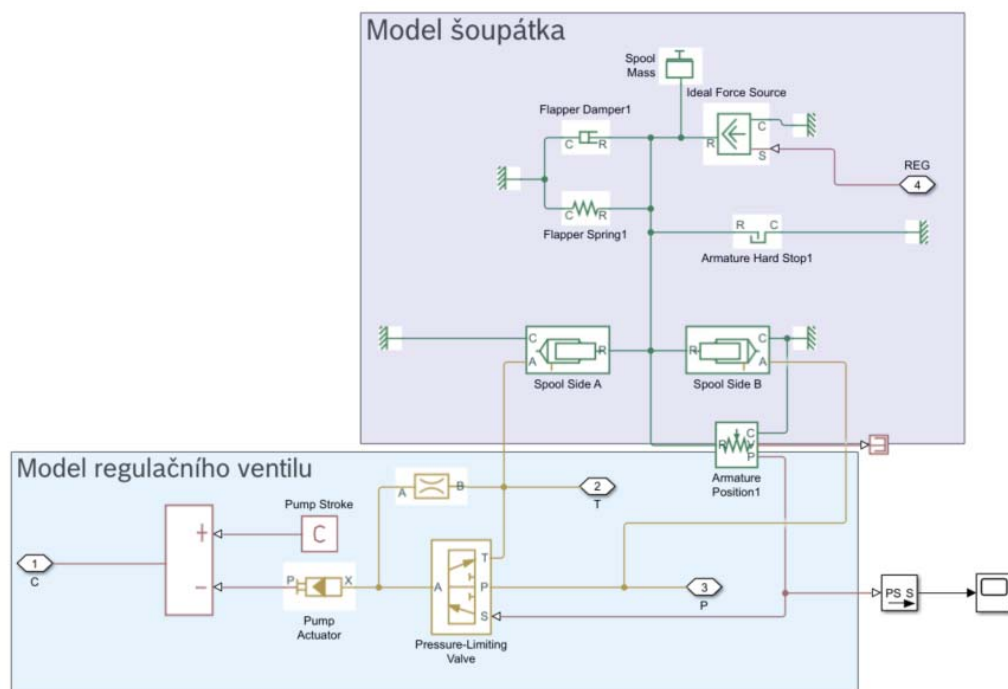 Model šoupátka
Spool
Mass
Ideal Force Source
Flapper Damper1
C R
R C
S
REG
4
C R
Flapper Spring1
R C
Armature Hard Stop1
C R
A
Spool Side A
R C
A
Spool Side B
C
R V
P
Armature
Position1
Model regulačního ventilu
A B
2
T
Pump Stroke
C
+
−
1
C
P X
Pump
Actuator
A T
P
S
Pressure-Limiting
Valve
3
P
PS S